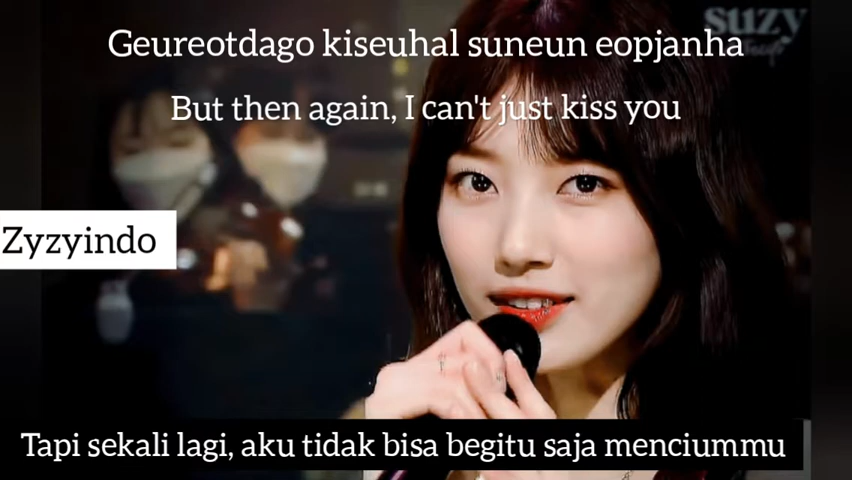 suzy
Geureotdago kiseuhal suneun eopjanha
But then again, I can't just kiss you
Zyzyindo
Tapi sekali lagi, aku tidak bisa begitu saja menciummu